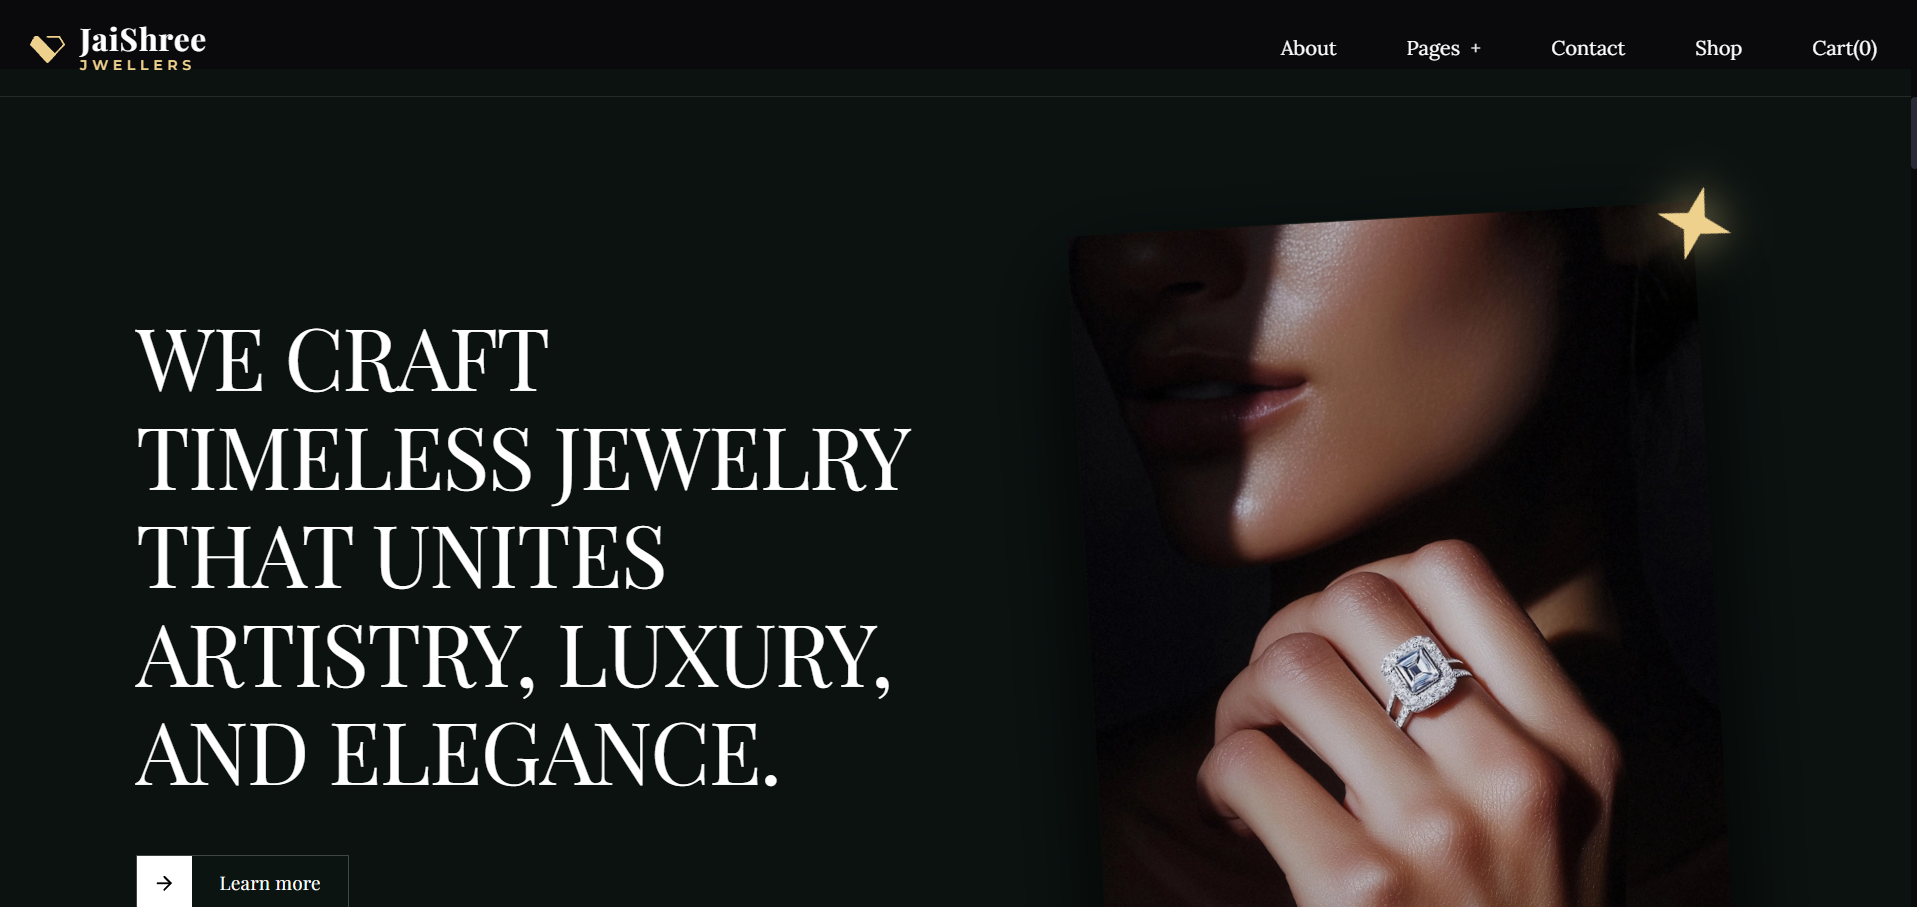 JaiShree
JWELLERS
About
Pages +
Contact
Shop
Cart(0)
WE CRAFT
TIMELESS JEWELRY
THAT UNITES
ARTISTRY, LUXURY,
AND ELEGANCE.
Learn more